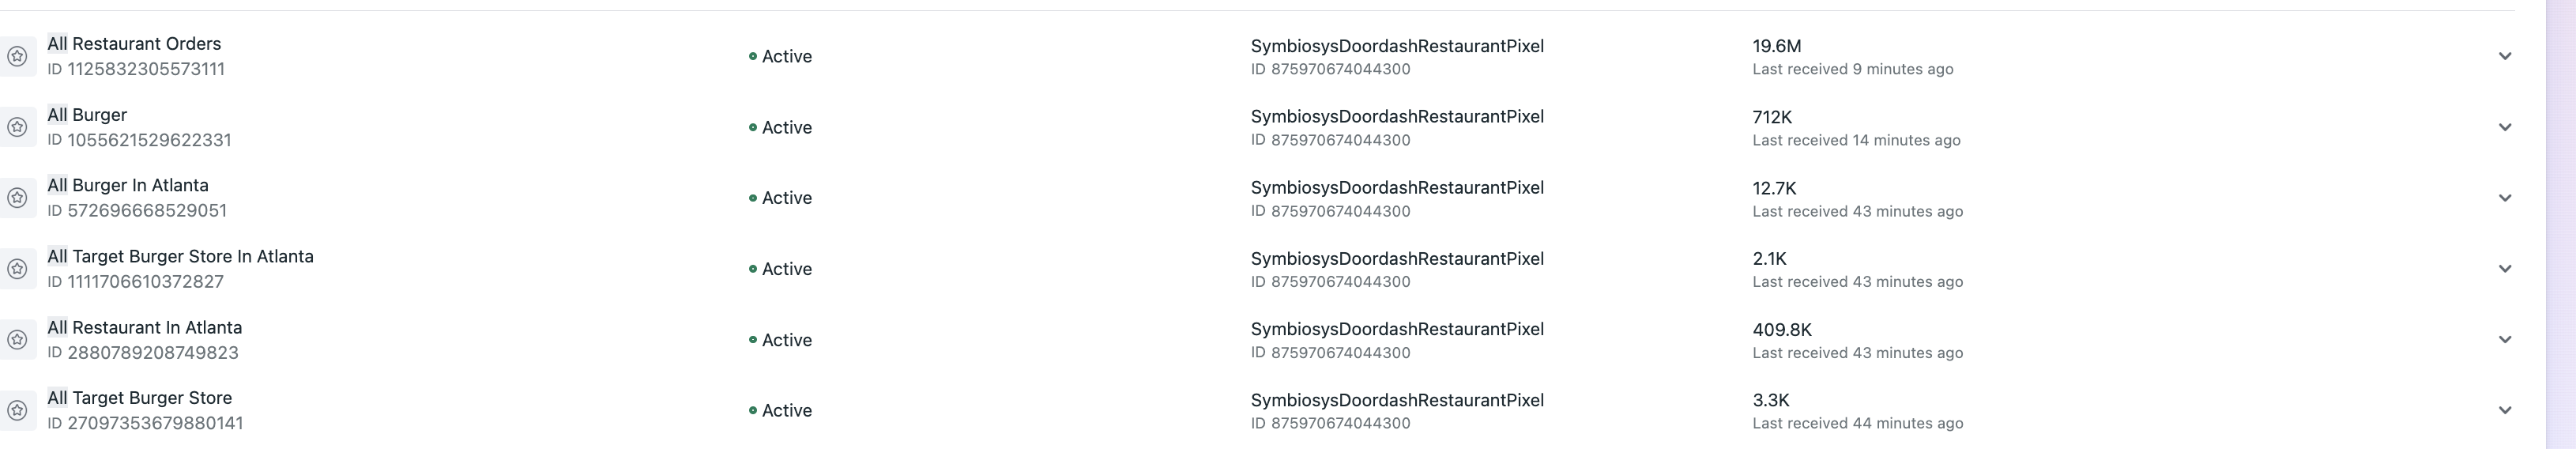 All Restaurant Orders
ID 1125832305573111
Active
SymbiosysDoordashRestaurantPixel
ID 875970674044300
19.6M
Last received 9 minutes ago
All Burger
ID 1055621529622331
Active
SymbiosysDoordashRestaurantPixel
ID 875970674044300
712K
Last received 14 minutes ago
All Burger In Atlanta
ID 572696668529051
Active
SymbiosysDoordashRestaurantPixel
ID 875970674044300
12.7K
Last received 43 minutes ago
All Target Burger Store In Atlanta
ID 1111706610372827
Active
SymbiosysDoordashRestaurantPixel
ID 875970674044300
2.1K
Last received 43 minutes ago
All Restaurant In Atlanta
ID 2880789208749823
Active
SymbiosysDoordashRestaurantPixel
ID 875970674044300
409.8K
Last received 43 minutes ago
All Target Burger Store
ID 27097353679880141
Active
SymbiosysDoordashRestaurantPixel
ID 875970674044300
3.3K
Last received 44 minutes ago